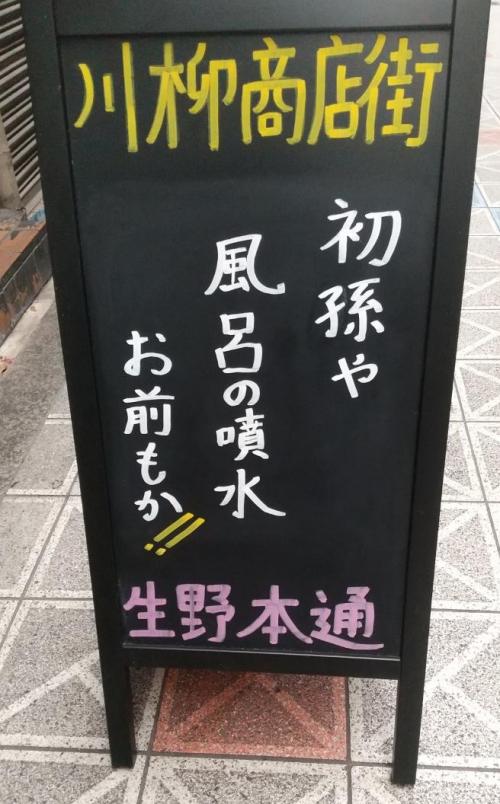 川柳商店街
初孫や
風呂の噴水
お前もか!!
生野本通